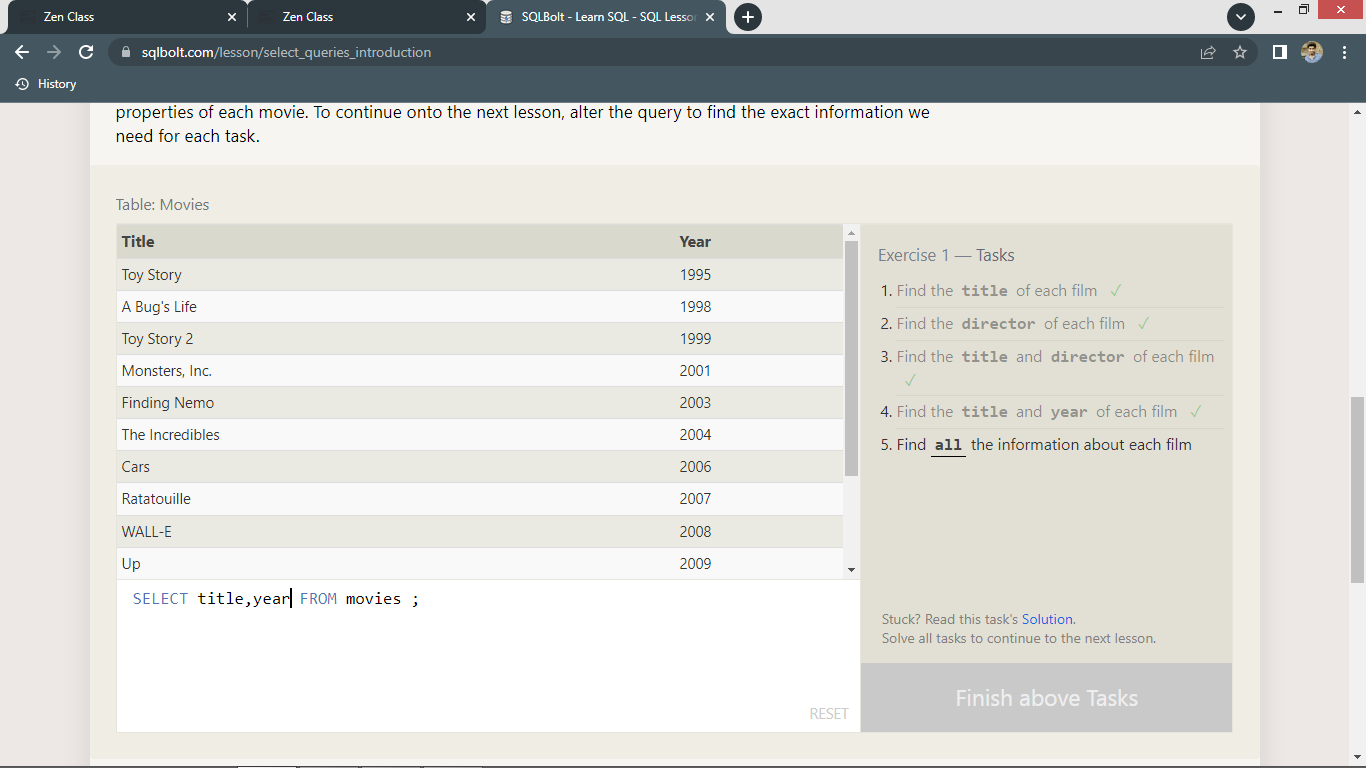 Zen Class
Zen Class
SQLBolt - Learn SQL - SQL Lesso
sqlbolt.com/lesson/select_queries_introduction
History
properties of each movie. To continue onto the next lesson, alter the query to find the exact information we
need for each task.
Table: Movies
Title Year
Toy Story 1995
A Bug's Life 1998
Toy Story 2 1999
Monsters, Inc. 2001
Finding Nemo 2003
The Incredibles 2004
Cars 2006
Ratatouille 2007
WALL-E 2008
Up 2009
SELECT title,year FROM movies ;
RESET
Exercise 1 — Tasks
1. Find the title of each film ✓
2. Find the director of each film ✓
3. Find the title and director of each film
✓
4. Find the title and year of each film ✓
5. Find all the information about each film
Stuck? Read this task's Solution.
Solve all tasks to continue to the next lesson.
Finish above Tasks